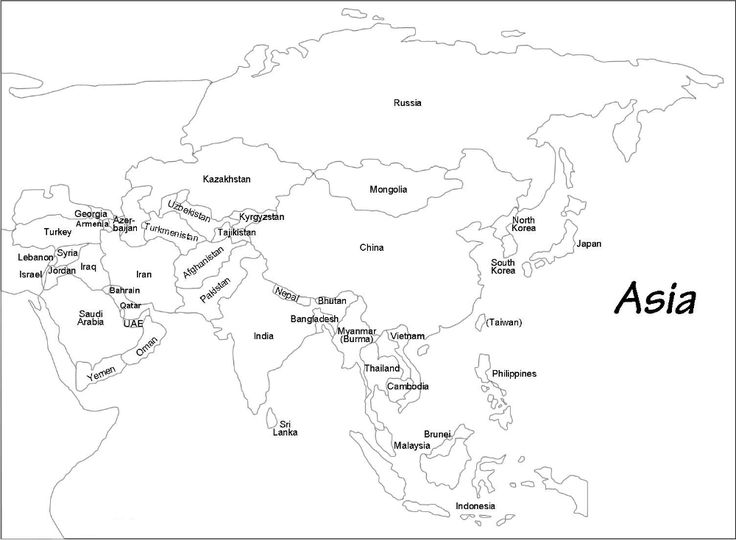 Russia
Kazakhstan
Mongolia
Uzbekistan
Georgia
Kyrgyzstan
Armenia
Azer-
baijan
Turkey
Turkmenistan
Tajikistan
North
Korea
Japan
China
Syria
Lebanon
Iraq
Jordan
Israel
Iran
Afghanistan
South
Korea
Asia
Bahrain
Pakistan
Nepal
Bhutan
Qatar
Saudi
Arabia
UAE
Bangladesh
(Taiwan)
India
Myanmar
(Burma)
Vietnam
Oman
Yemen
Thailand
Philippines
Cambodia
Sri
Lanka
Brunei
Malaysia
Indonesia